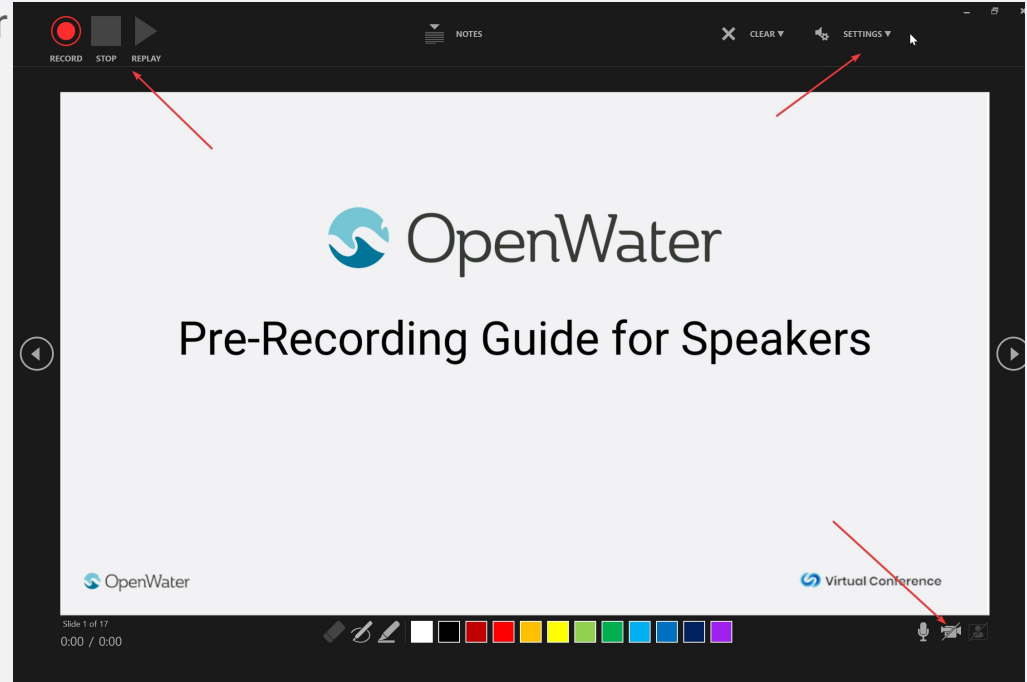 r
RECORD STOP REPLAY
NOTES
CLEAR ▼
SETTINGS ▼
OpenWater
Pre-Recording Guide for Speakers
OpenWater
Virtual Conference
Slide 1 of 17
0:00 / 0:00